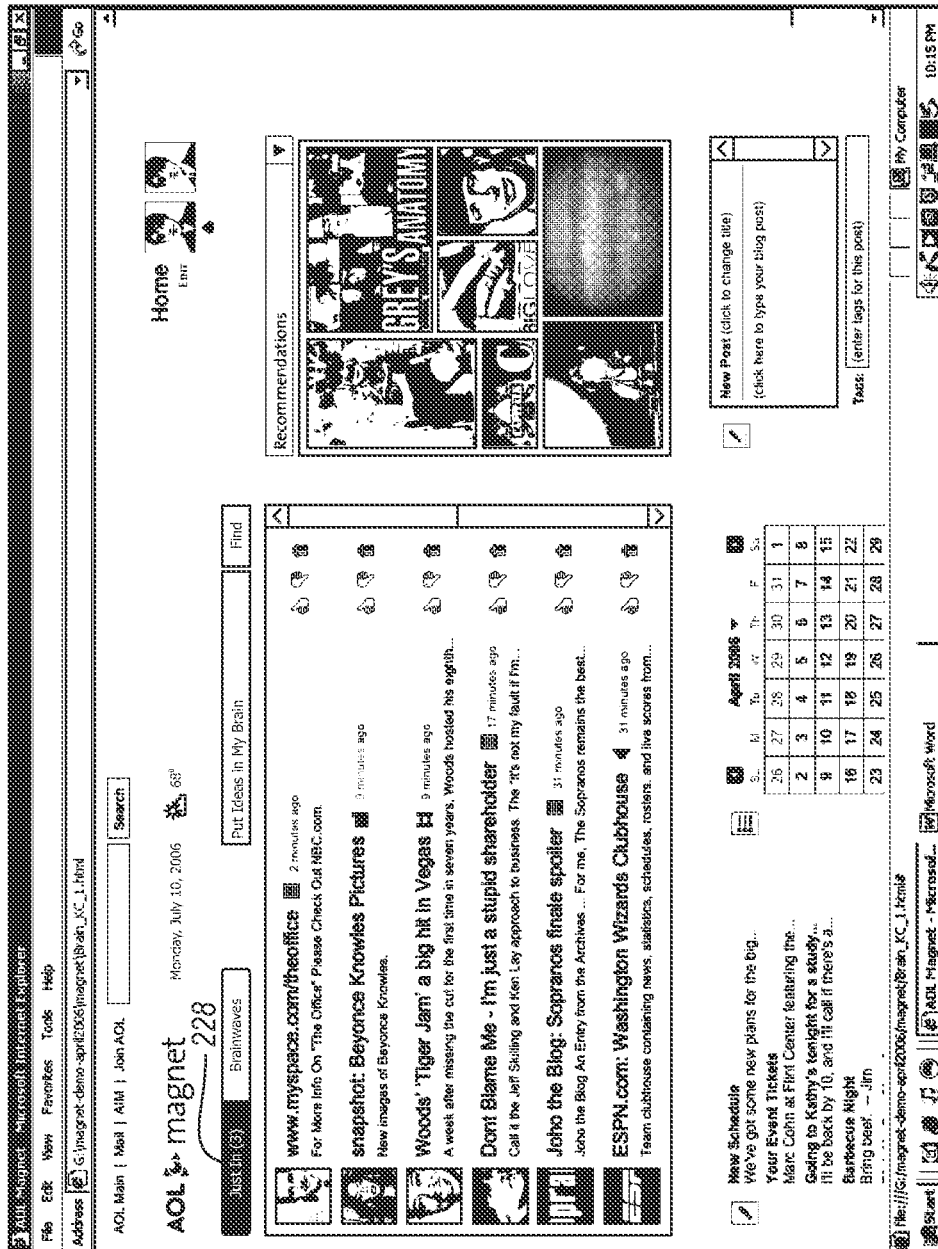 AOL Magnet - Microsoft Internet Explorer
File Edit View Favorites Tools Help
Address G:\magnet-demo-april2006\magnet\Brain_KC_1.html Go
AOL Main | Mail | AIM | Join AOL Search
AOL magnet Monday, July 10, 2006 68°
Home
EDIT
228
Brainwaves Put Ideas in My Brain Find
Recommendations
www.myspace.com/theoffice 2 minutes ago
For More Info On "The Office" Please Check Out NBC.com.
snapshot: Beyonce Knowles Pictures 9 minutes ago
New images of Beyonce Knowles.
Woods' 'Tiger Jam' a big hit in Vegas 9 minutes ago
A week after missing the cut for the first time in seven years, Woods hosted his eighth...
Dont Blame Me - I'm just a stupid shareholder 17 minutes ago
Call it the Jeff Skilling and Ken Lay approach to business. The "it's not my fault if I'm...
Joho the Blog: Sopranos finale spoiler 31 minutes ago
Joho the Blog An Entry from the Archives ... For me, The Sopranos remains the best...
ESPN.com: Washington Wizards Clubhouse 31 minutes ago
Team clubhouse containing news, statistics, schedules, rosters, and live scores from...
GREY'S ANATOMY
BIG LOVE
New Schedule
We've got some new plans for the big...
Your Event Tickets
Marc Cohn at Flint Center featuring the...
Going to Kathy's tonight for a study...
I'll be back by 10, and I'll call if there's a...
Barbecue Night
Bring beef. -- Jim
April 2006
Su M Tu W Th F Sa
26 27 28 29 30 31 1
2 3 4 5 6 7 8
9 10 11 12 13 14 15
16 17 18 19 20 21 22
23 24 25 26 27 28 29
New Post (click to change title)
(click here to type your blog post)
TAGS: (enter tags for this post)
file:///G:/magnet-demo-april2006/magnet/Brain_KC_1.html# My Computer
Start AOL Magnet - Microsof... Microsoft Word 10:15 PM